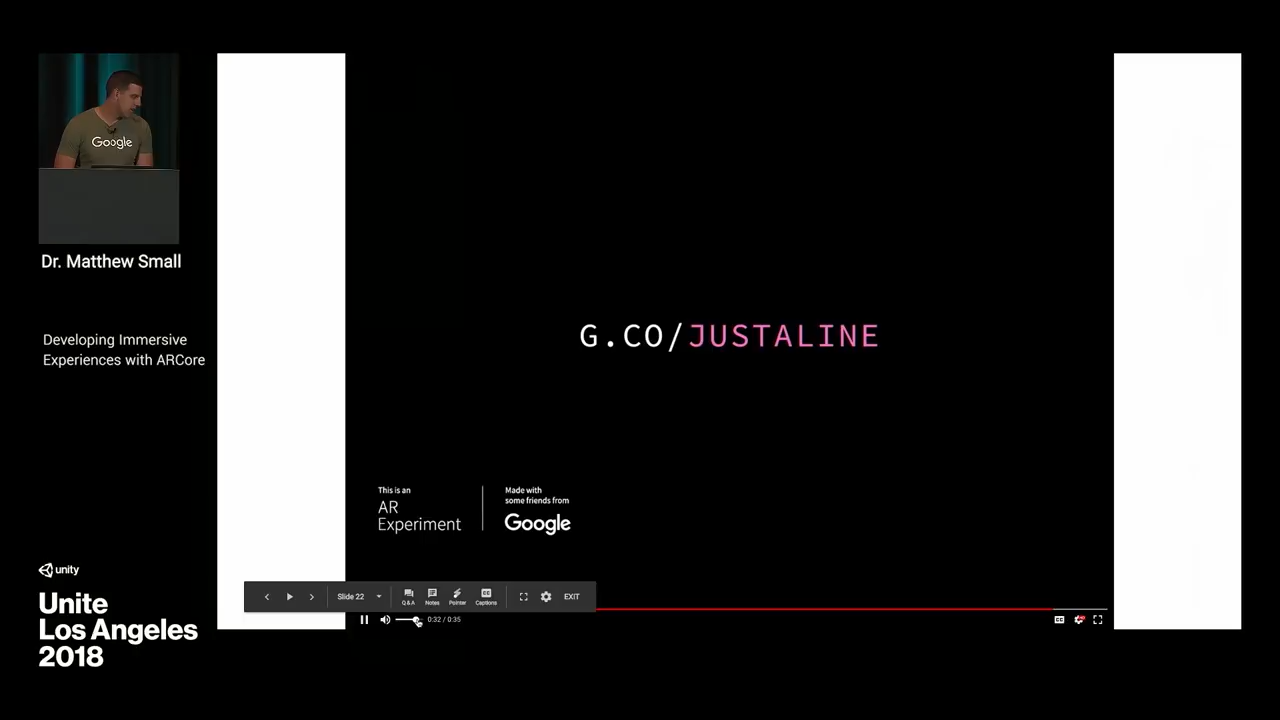 Google
Dr. Matthew Small
Developing Immersive
Experiences with ARCore
unity
Unite
Los Angeles
2018
G.CO/JUSTALINE
This is an
AR
Experiment
Made with
some friends from
Google
Slide 22
Q&A
Notes
Pointer
Captions
EXIT
0:32 / 0:35
CC